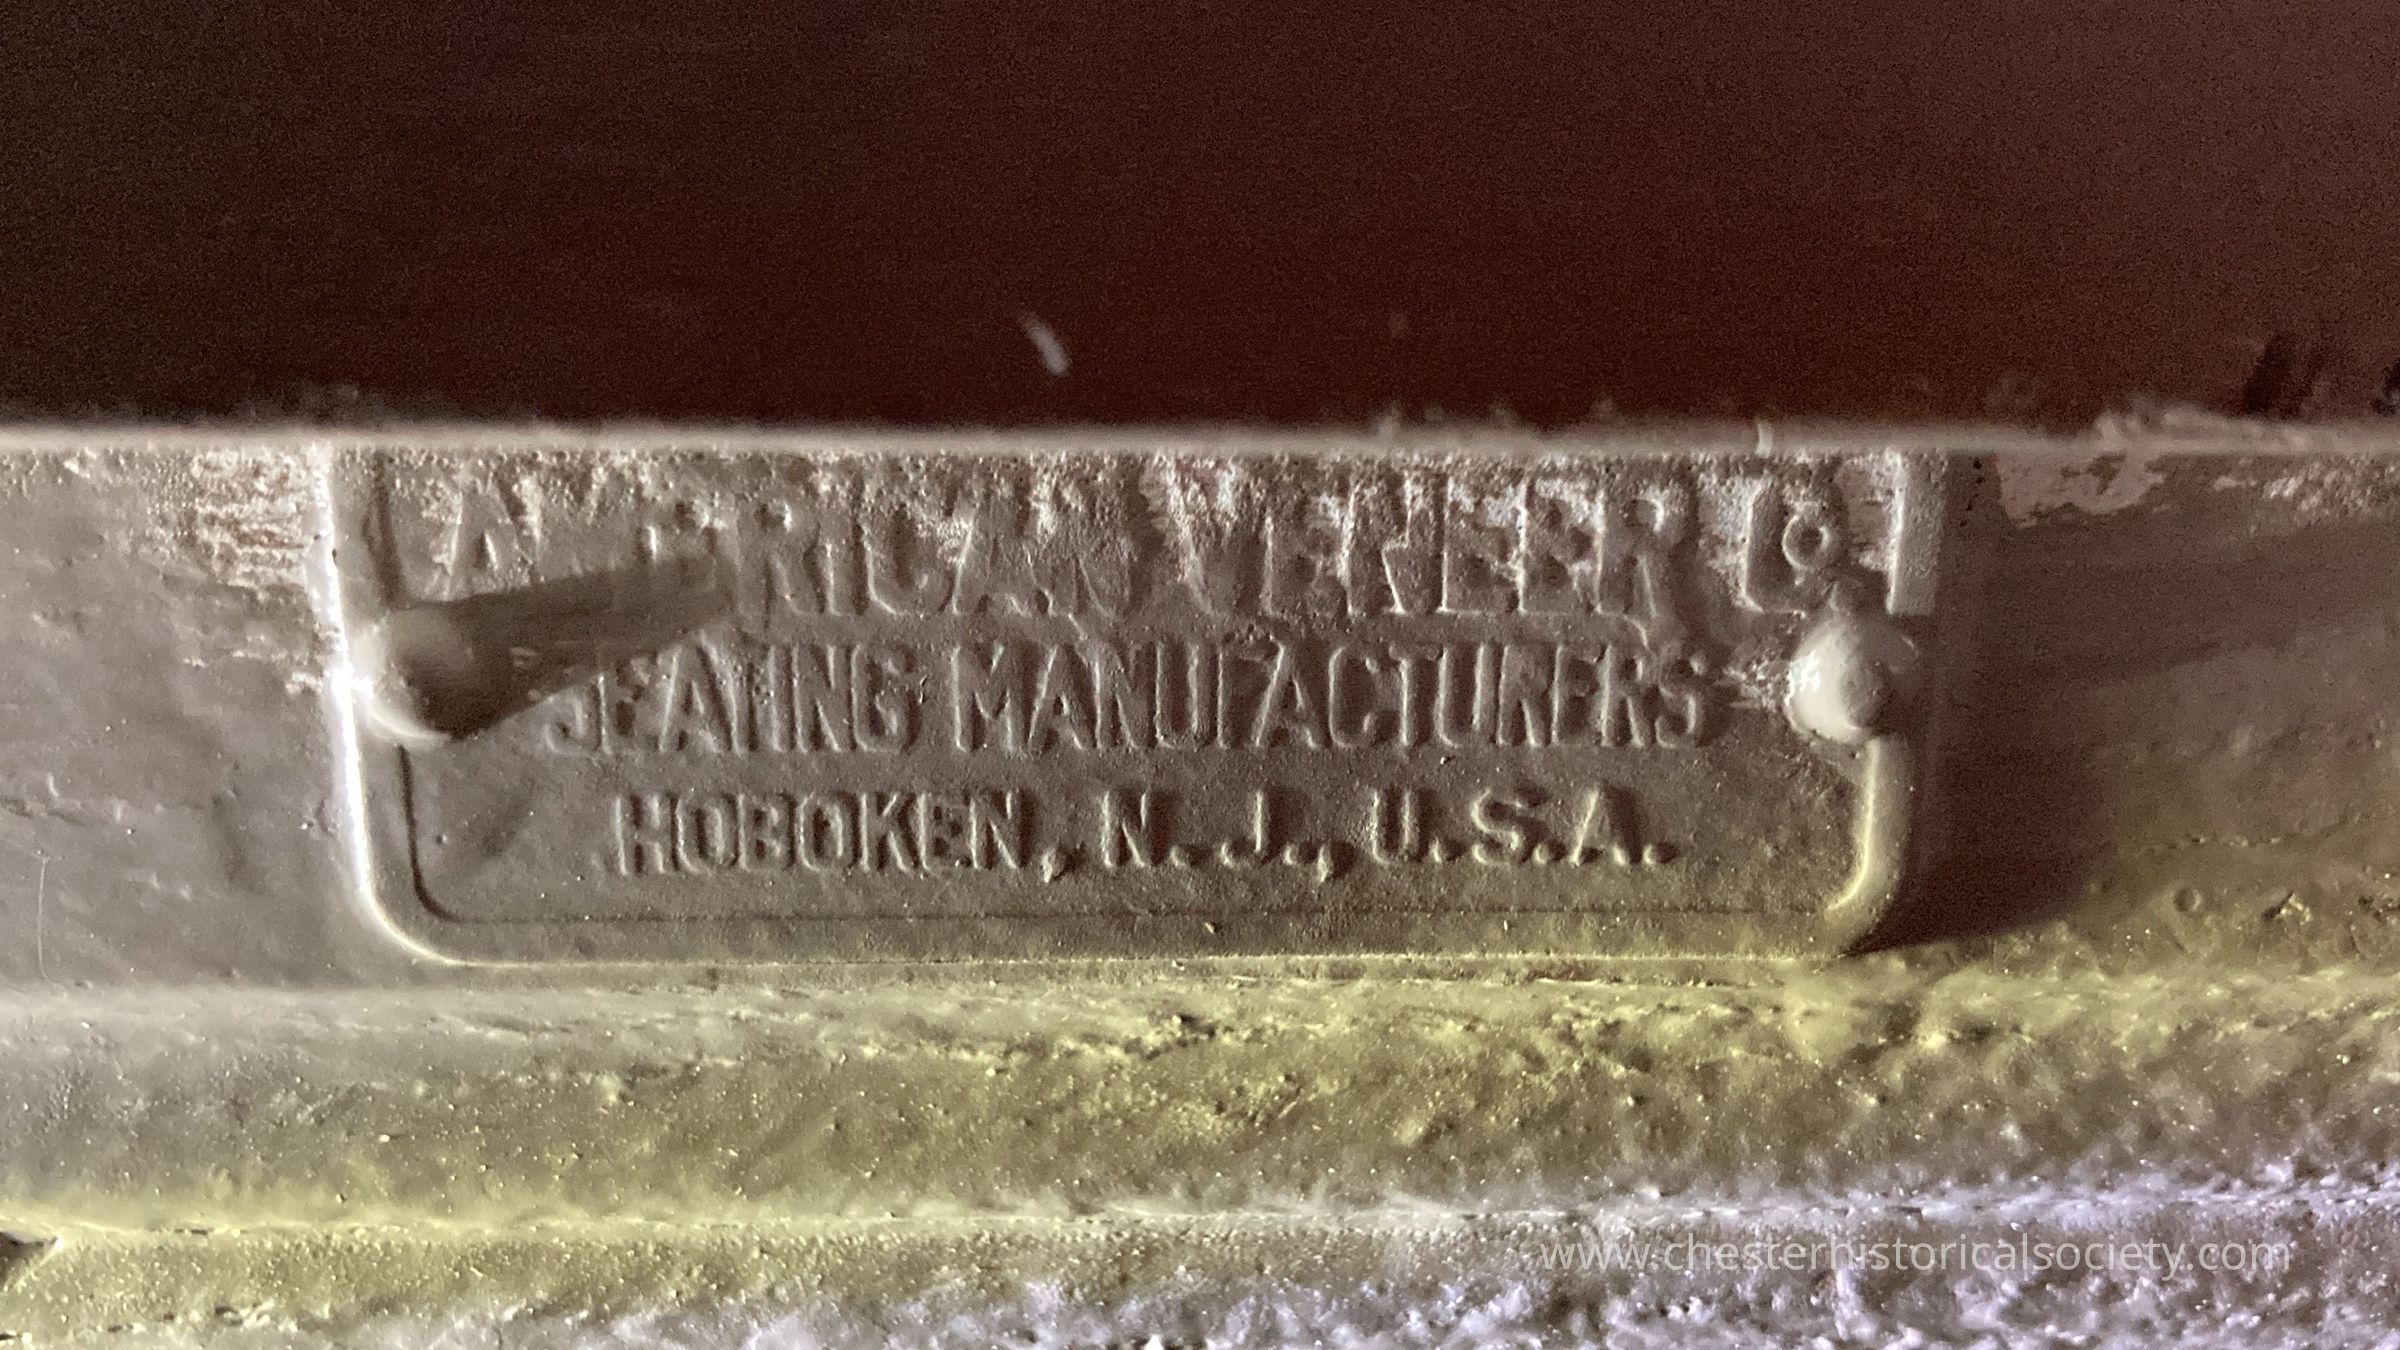 AMERICAN VENEER Co
SEATING MANUFACTURERS
HOBOKEN, N.J., U.S.A.
www.chesterhistoricalsociety.com